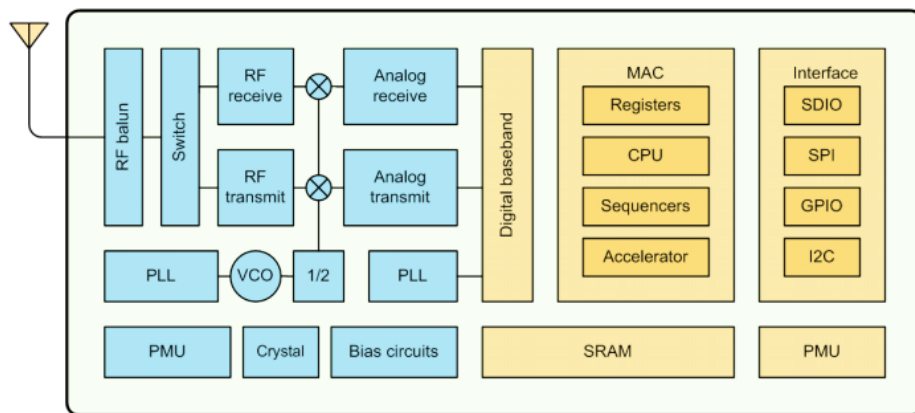 RF balun
Switch
RF
receive
Analog
receive
RF
transmit
Analog
transmit
PLL
VCO
1/2
PLL
Digital baseband
MAC
Registers
CPU
Sequencers
Accelerator
Interface
SDIO
SPI
GPIO
I2C
PMU
Crystal
Bias circuits
SRAM
PMU